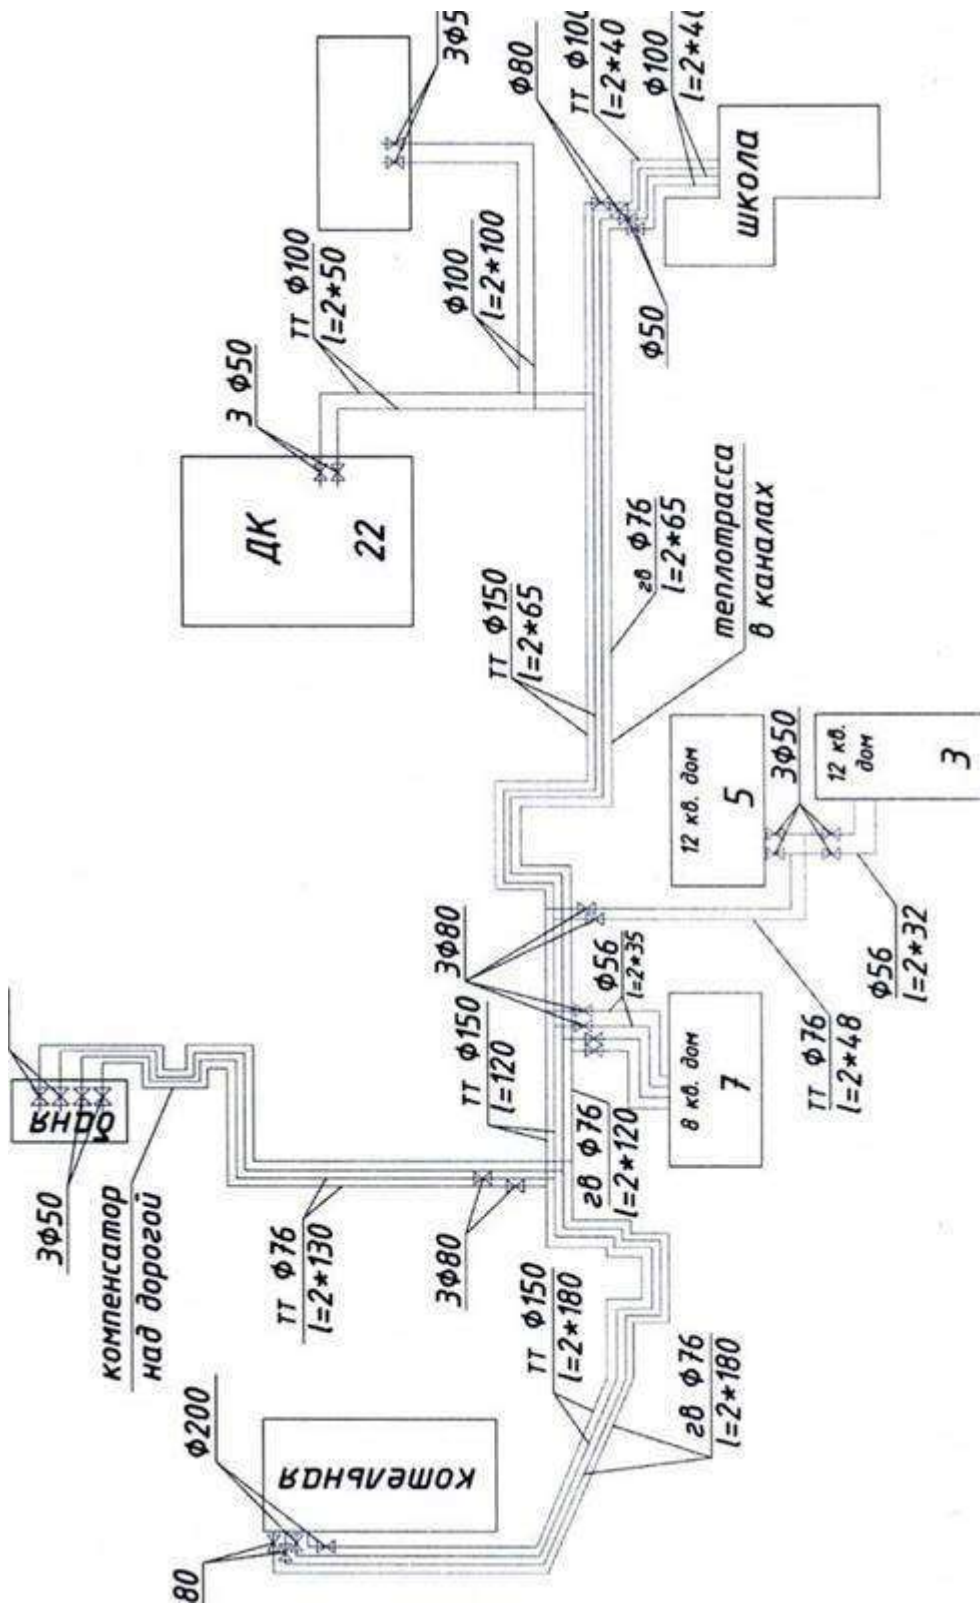 80
Ф200
котельная
тт Ф150
l=2*180
гв Ф76
l=2*180
3Ф50
компенсатор
над дорогой
баня
тт Ф76
l=2*130
3Ф80
тт Ф150
l=120
гв Ф76
l=2*120
3Ф80
Ф56
l=2*35
8 кв. дом
7
тт Ф76
l=2*48
Ф56
l=2*32
12 кв. дом
5
3Ф50
12 кв.
дом
3
ДК
22
3 Ф50
тт Ф100
l=2*50
Ф100
l=2*100
тт Ф150
l=2*65
гв Ф76
l=2*65
теплотрасса
в каналах
3Ф5
Ф80
Ф50
тт Ф100
l=2*40
Ф100
l=2*40
школа